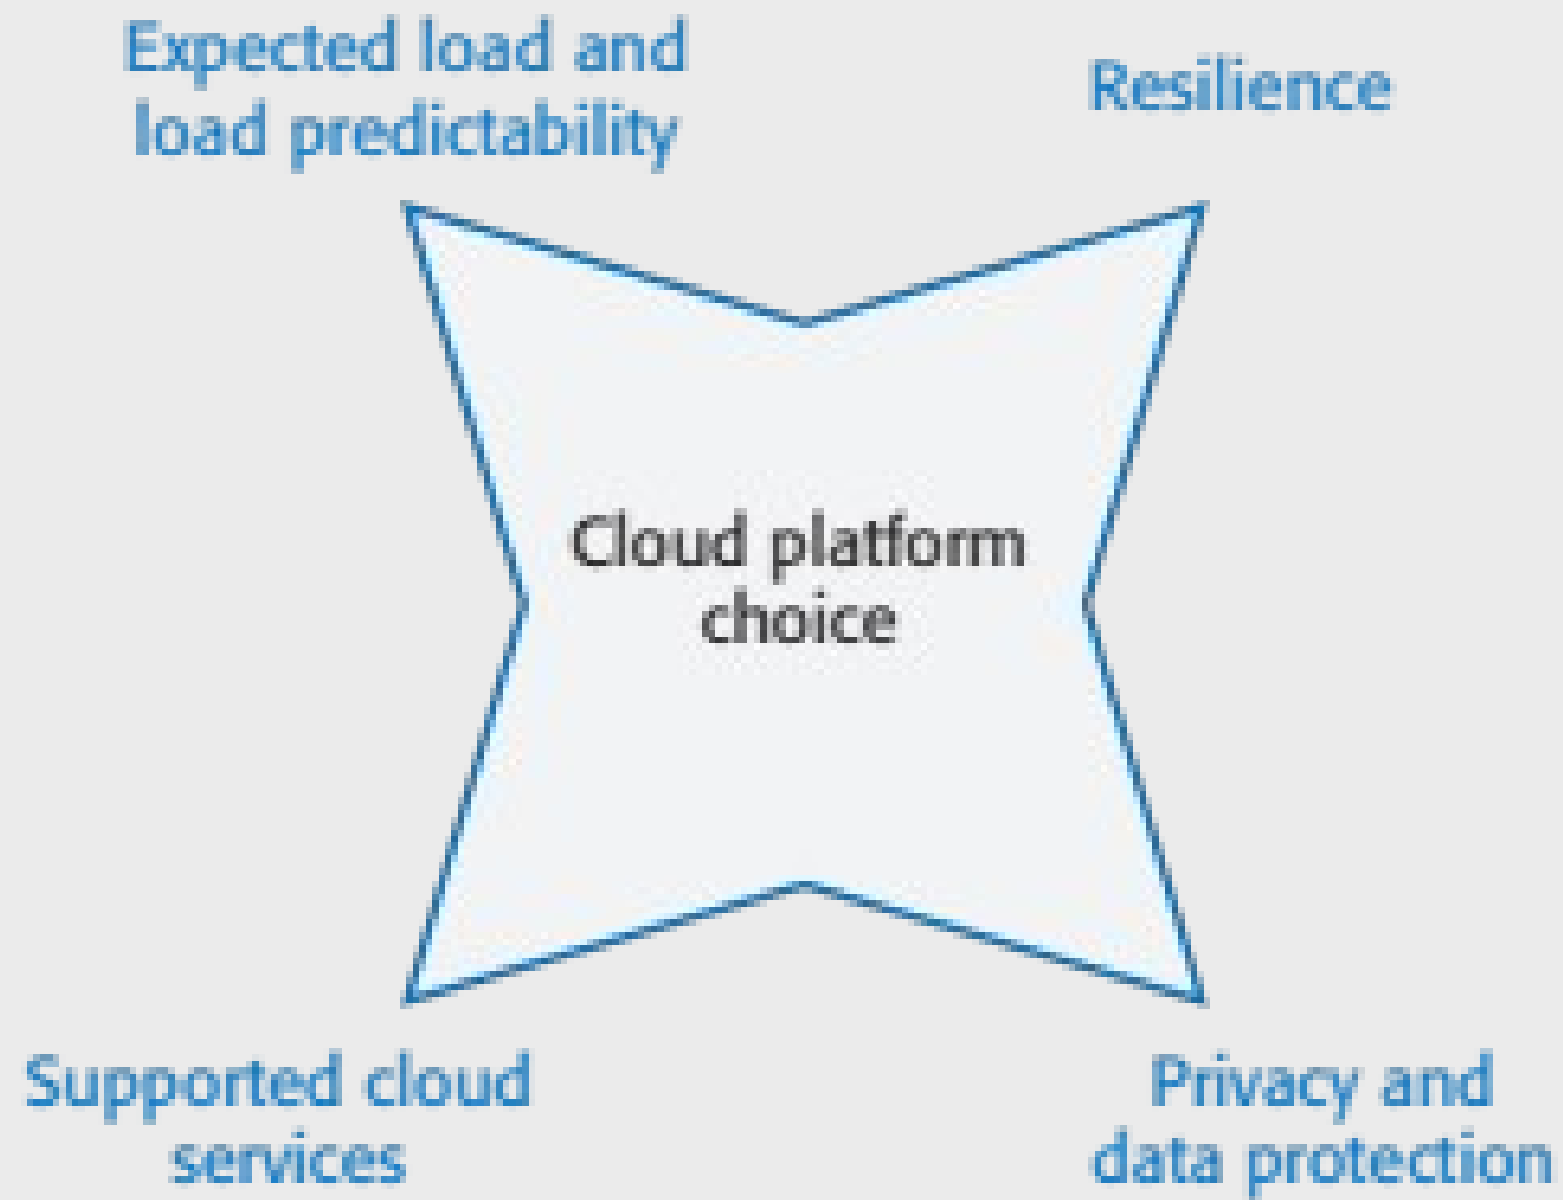 Expected load and
load predictability
Resilience
Cloud platform
choice
Supported cloud
services
Privacy and
data protection